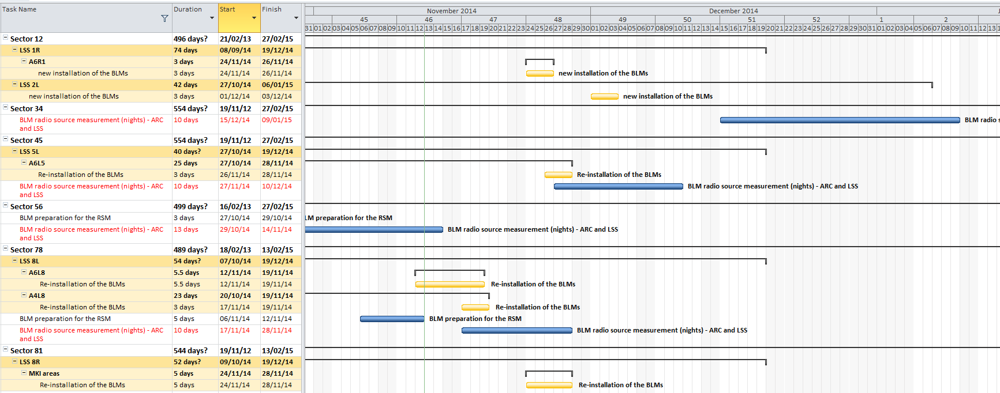 Task Name Duration Start Finish
November 2014 December 2014
45 46 47 48 49 50 51 52 1 2
31 01 02 03 04 05 06 07 08 09 10 11 12 13 14 15 16 17 18 19 20 21 22 23 24 25 26 27 28 29 30 01 02 03 04 05 06 07 08 09 10 11 12 13 14 15 16 17 18 19 20 21 22 23 24 25 26 27 28 29 30 31 01 02 03 04 05 06 07 08 09 10 11 12 13
Sector 12 496 days? 21/02/13 27/02/15
LSS 1R 74 days 08/09/14 19/12/14
A6R1 3 days 24/11/14 26/11/14
new installation of the BLMs 3 days 24/11/14 26/11/14 new installation of the BLMs
LSS 2L 42 days 27/10/14 06/01/15
new installation of the BLMs 3 days 01/12/14 03/12/14 new installation of the BLMs
Sector 34 554 days? 19/11/12 27/02/15
BLM radio source measurement (nights) - ARC 10 days 15/12/14 09/01/15 BLM radio s
and LSS
Sector 45 554 days? 19/11/12 27/02/15
LSS 5L 40 days? 27/10/14 19/12/14
A6L5 25 days 27/10/14 28/11/14
Re-installation of the BLMs 3 days 26/11/14 28/11/14 Re-installation of the BLMs
BLM radio source measurement (nights) - ARC 10 days 27/11/14 10/12/14 BLM radio source measurement (nights) - ARC and LSS
and LSS
Sector 56 499 days? 16/02/13 27/02/15
BLM preparation for the RSM 3 days 27/10/14 29/10/14 LM preparation for the RSM
BLM radio source measurement (nights) - ARC 13 days 29/10/14 14/11/14 BLM radio source measurement (nights) - ARC and LSS
and LSS
Sector 78 489 days? 18/02/13 13/02/15
LSS 8L 54 days? 07/10/14 19/12/14
A6L8 5.5 days 12/11/14 19/11/14
Re-installation of the BLMs 5.5 days 12/11/14 19/11/14 Re-installation of the BLMs
A4L8 23 days 20/10/14 19/11/14
Re-installation of the BLMs 3 days 17/11/14 19/11/14 Re-installation of the BLMs
BLM preparation for the RSM 5 days 06/11/14 12/11/14 BLM preparation for the RSM
BLM radio source measurement (nights) - ARC 10 days 17/11/14 28/11/14 BLM radio source measurement (nights) - ARC and LSS
and LSS
Sector 81 544 days? 19/11/12 13/02/15
LSS 8R 52 days? 09/10/14 19/12/14
MKI areas 5 days 24/11/14 28/11/14
Re-installation of the BLMs 5 days 24/11/14 28/11/14 Re-installation of the BLMs